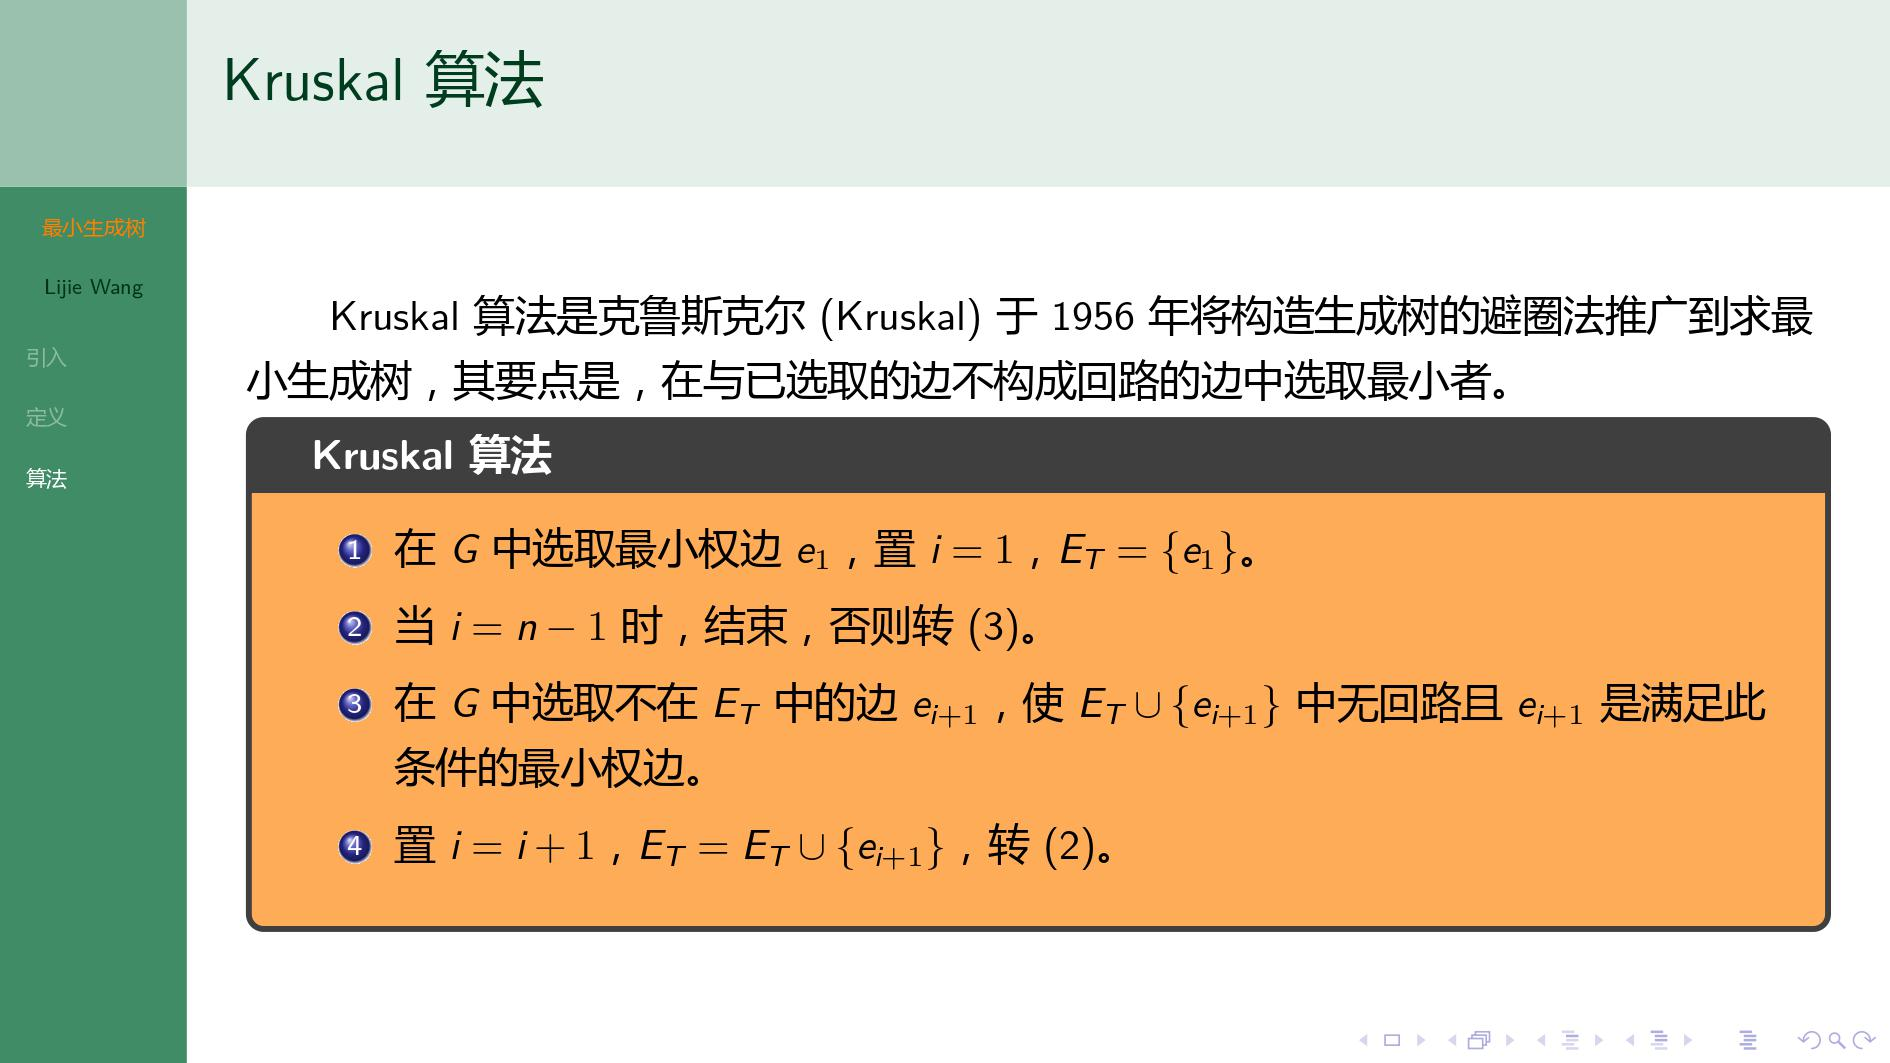 Kruskal 算法
最小生成树
Lijie Wang
引入
定义
算法
Kruskal 算法是克鲁斯克尔 (Kruskal) 于 1956 年将构造生成树的避圈法推广到求最
小生成树，其要点是，在与已选取的边不构成回路的边中选取最小者。
Kruskal 算法
1 在 G 中选取最小权边 e₁，置 i = 1，E_T = {e₁}。
2 当 i = n − 1 时，结束，否则转 (3)。
3 在 G 中选取不在 E_T 中的边 e_{i+1}，使 E_T ∪ {e_{i+1}} 中无回路且 e_{i+1} 是满足此
条件的最小权边。
4 置 i = i + 1，E_T = E_T ∪ {e_{i+1}}，转 (2)。